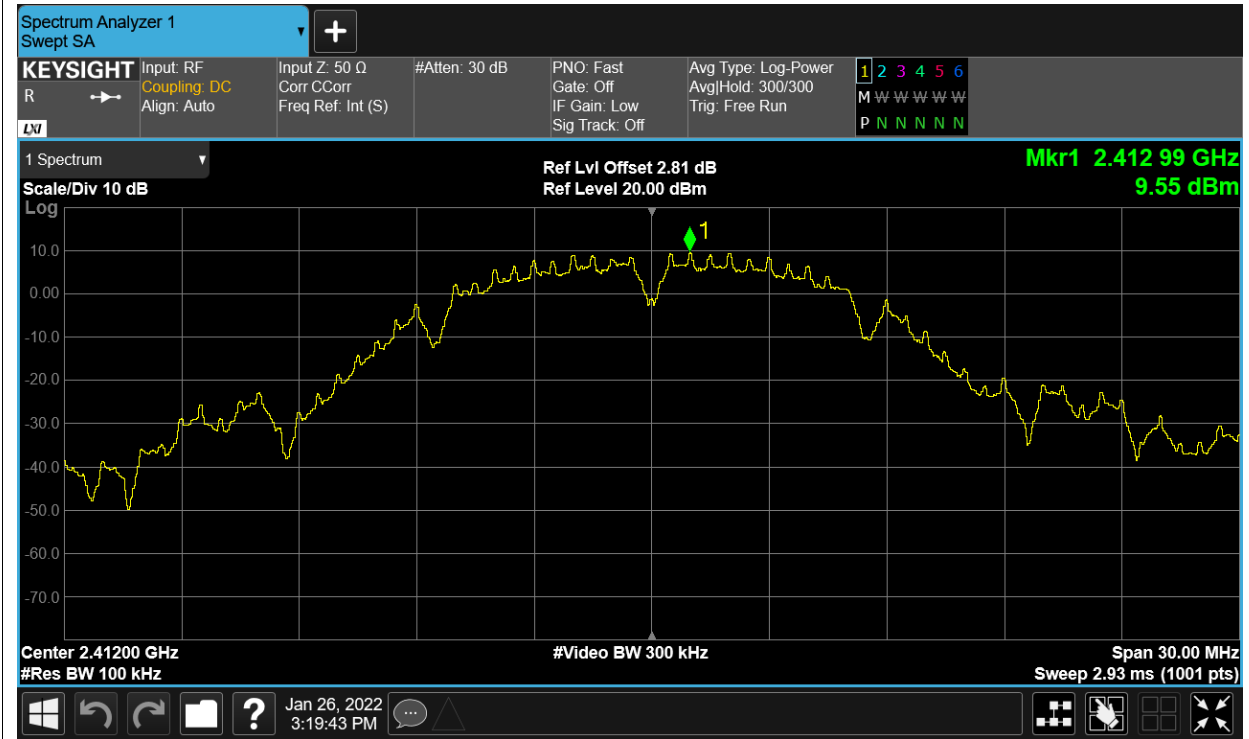 Spectrum Analyzer 1
Swept SA
KEYSIGHT
R
LXI
Input: RF
Coupling: DC
Align: Auto
Input Z: 50 Ω
Corr CCorr
Freq Ref: Int (S)
#Atten: 30 dB
PNO: Fast
Gate: Off
IF Gain: Low
Sig Track: Off
Avg Type: Log-Power
Avg|Hold: 300/300
Trig: Free Run
1 2 3 4 5 6
M W W W W W
P N N N N N
1 Spectrum
Scale/Div 10 dB
Log
Ref Lvl Offset 2.81 dB
Ref Level 20.00 dBm
Mkr1 2.412 99 GHz
9.55 dBm
1
10.0
0.00
-10.0
-20.0
-30.0
-40.0
-50.0
-60.0
-70.0
Center 2.41200 GHz
#Res BW 100 kHz
#Video BW 300 kHz
Span 30.00 MHz
Sweep 2.93 ms (1001 pts)
?
Jan 26, 2022
3:19:43 PM